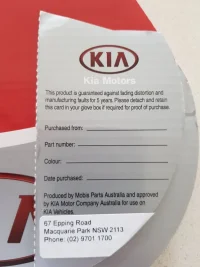 KIA
Kia Motors
This product is guaranteed against fading distortion and
manufacturing faults for 5 years. Please detach and retain
this card in your glove box if required for proof of purchase.
Purchased from:
Part number:
Colour:
Date purchased:
Produced by Mobis Parts Australia and approved
by KIA Motor Company Australia for use on
KIA Vehicles.
67 Epping Road
Macquarie Park NSW 2113
Phone: (02) 9701 1700